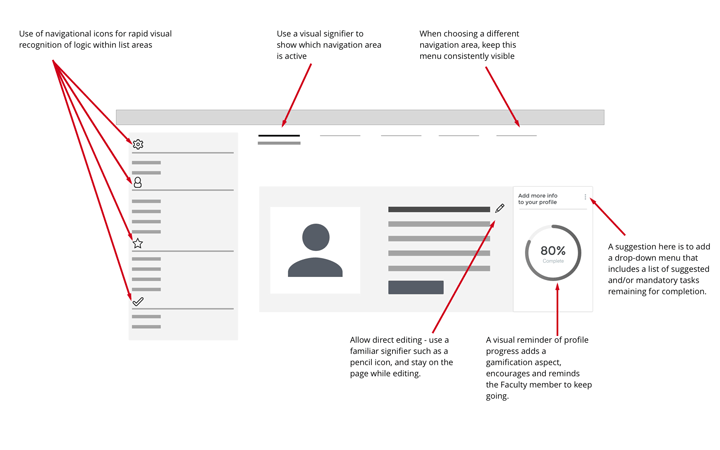 Use of navigational icons for rapid visual
recognition of logic within list areas
Use a visual signifier to
show which navigation area
is active
When choosing a different
navigation area, keep this
menu consistently visible
Add more info
to your profile
80%
Complete
A suggestion here is to add
a drop-down menu that
includes a list of suggested
and/or mandatory tasks
remaining for completion.
Allow direct editing - use a
familiar signifier such as a
pencil icon, and stay on the
page while editing.
A visual reminder of profile
progress adds a
gamification aspect,
encourages and reminds
the Faculty member to keep
going.